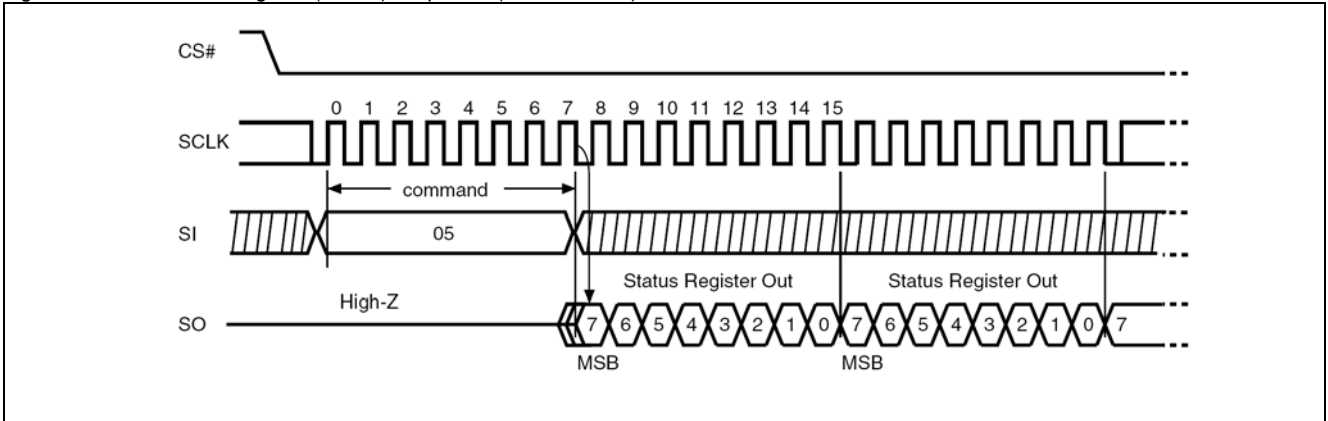 CS#
0 1 2 3 4 5 6 7 8 9 10 11 12 13 14 15
SCLK
command
SI
05
Status Register Out Status Register Out
High-Z
SO
7 6 5 4 3 2 1 0 7 6 5 4 3 2 1 0 7
MSB MSB